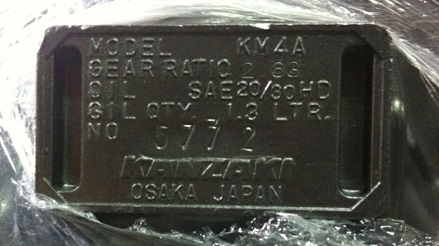 MODEL KM4A
GEAR RATIO 2.63
OIL SAE20/30HD
OIL QTY. 1.3 LTR.
NO 5772
KANZAKI
OSAKA JAPAN